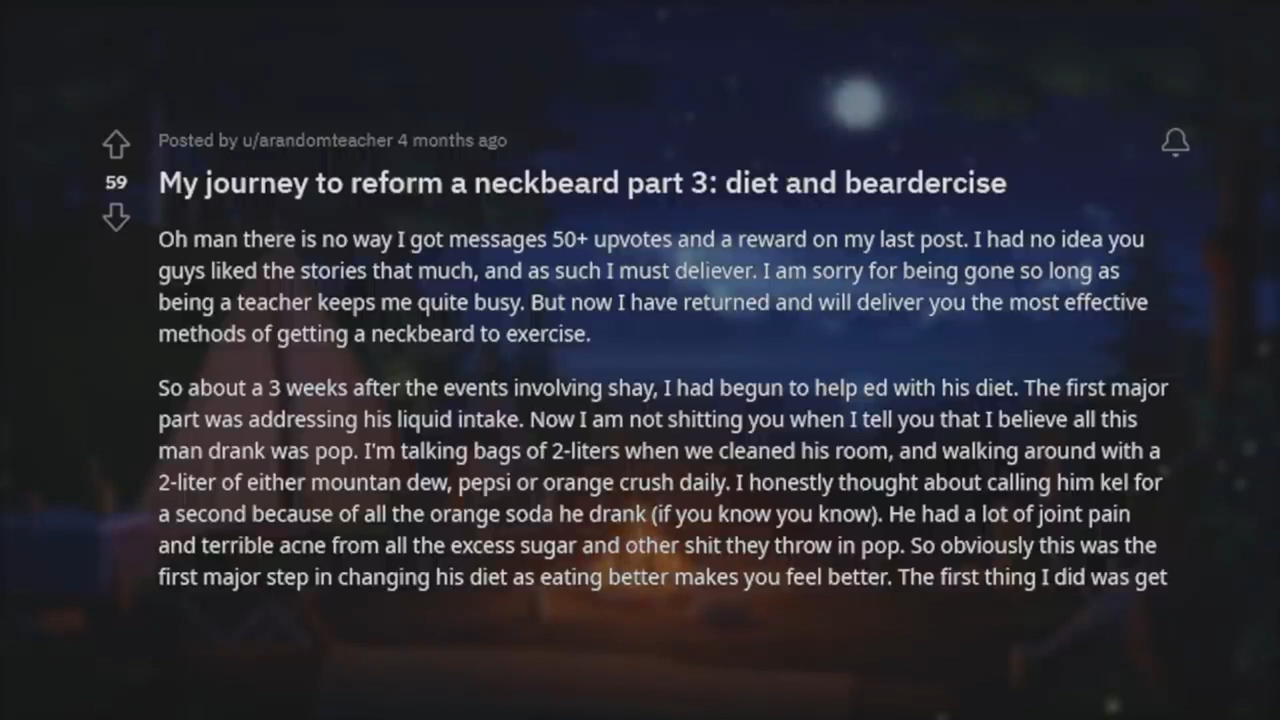 Posted by u/arandomteacher 4 months ago
59
My journey to reform a neckbeard part 3: diet and beardercise
Oh man there is no way I got messages 50+ upvotes and a reward on my last post. I had no idea you
guys liked the stories that much, and as such I must deliever. I am sorry for being gone so long as
being a teacher keeps me quite busy. But now I have returned and will deliver you the most effective
methods of getting a neckbeard to exercise.
So about a 3 weeks after the events involving shay, I had begun to help ed with his diet. The first major
part was addressing his liquid intake. Now I am not shitting you when I tell you that I believe all this
man drank was pop. I'm talking bags of 2-liters when we cleaned his room, and walking around with a
2-liter of either mountan dew, pepsi or orange crush daily. I honestly thought about calling him kel for
a second because of all the orange soda he drank (if you know you know). He had a lot of joint pain
and terrible acne from all the excess sugar and other shit they throw in pop. So obviously this was the
first major step in changing his diet as eating better makes you feel better. The first thing I did was get